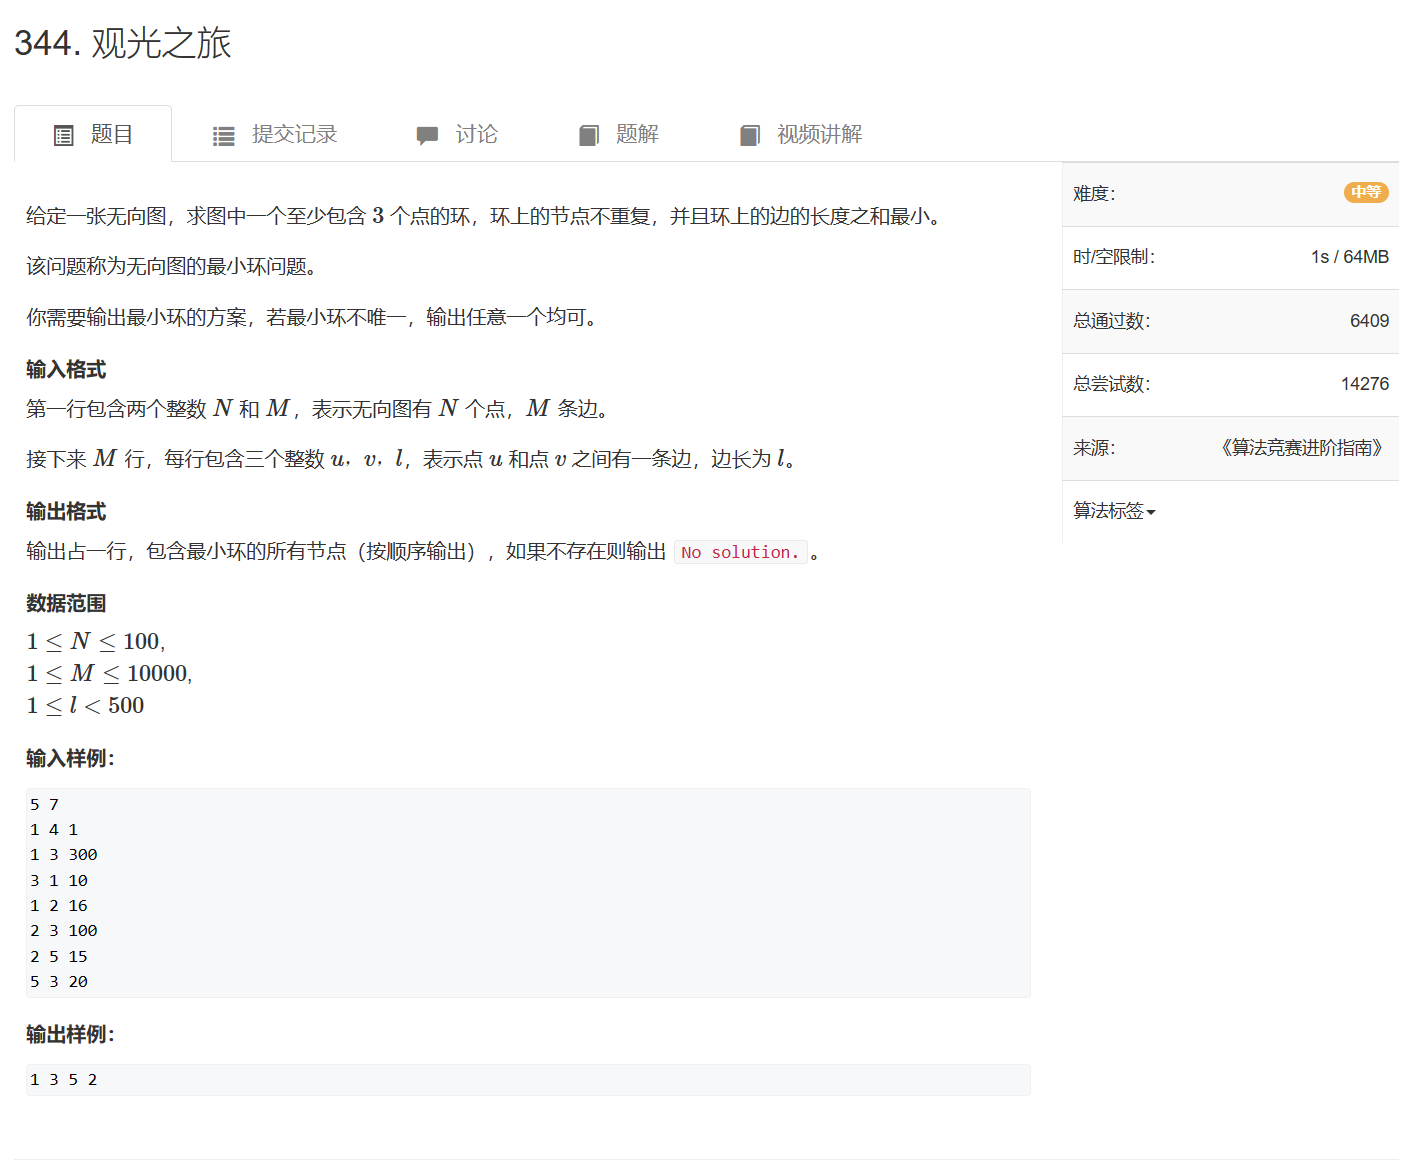 344. 观光之旅
题目 提交记录 讨论 题解 视频讲解
给定一张无向图，求图中一个至少包含 3 个点的环，环上的节点不重复，并且环上的边的长度之和最小。
该问题称为无向图的最小环问题。
你需要输出最小环的方案，若最小环不唯一，输出任意一个均可。
输入格式
第一行包含两个整数 N 和 M，表示无向图有 N 个点，M 条边。
接下来 M 行，每行包含三个整数 u，v，l，表示点 u 和点 v 之间有一条边，边长为 l。
输出格式
输出占一行，包含最小环的所有节点（按顺序输出），如果不存在则输出 No solution. 。
数据范围
1 ≤ N ≤ 100,
1 ≤ M ≤ 10000,
1 ≤ l < 500
输入样例：
5 7
1 4 1
1 3 300
3 1 10
1 2 16
2 3 100
2 5 15
5 3 20
输出样例：
1 3 5 2
难度： 中等
时/空限制： 1s / 64MB
总通过数： 6409
总尝试数： 14276
来源： 《算法竞赛进阶指南》
算法标签